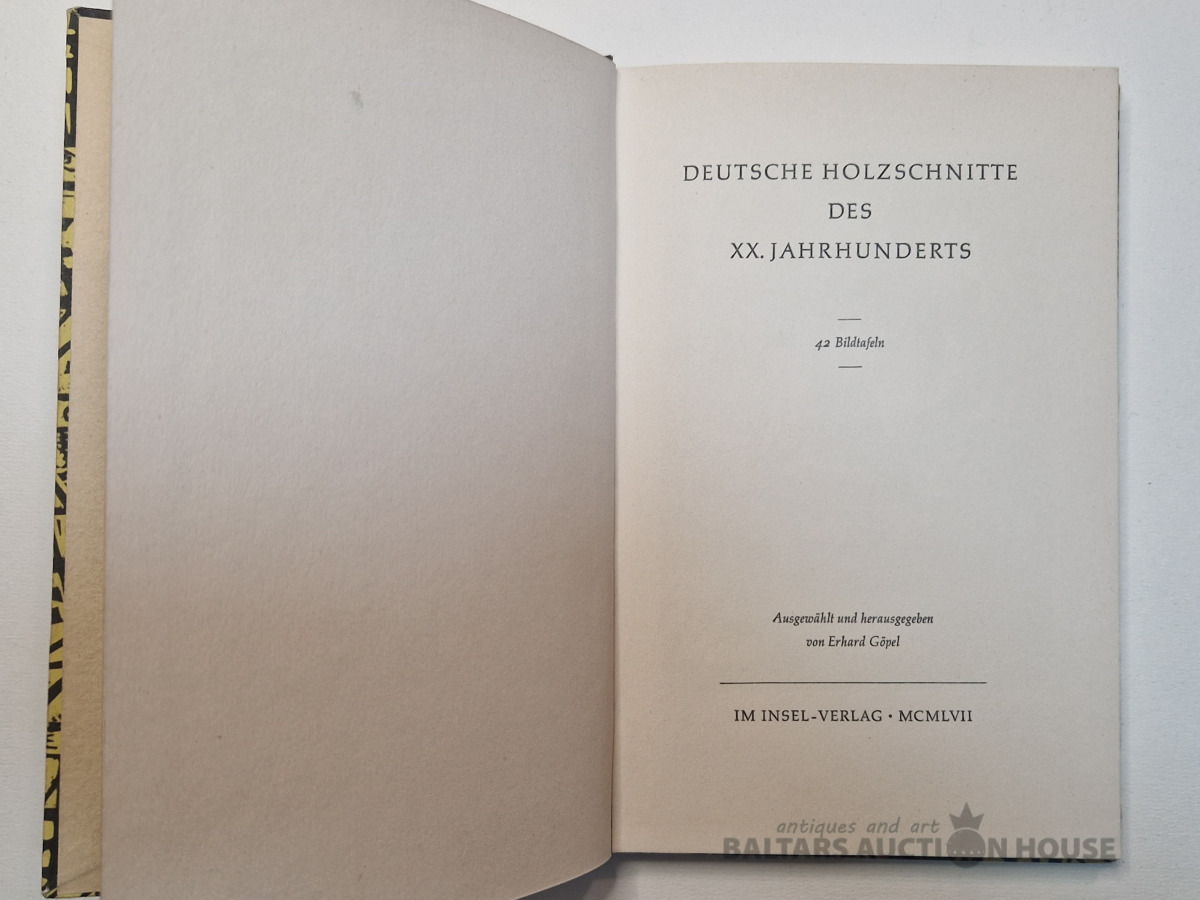 DEUTSCHE HOLZSCHNITTE
DES
XX. JAHRHUNDERTS
42 Bildtafeln
Ausgewählt und herausgegeben
von Erhard Göpel
IM INSEL-VERLAG • MCMLVII
antiques and art
BALTARS AUCTION HOUSE